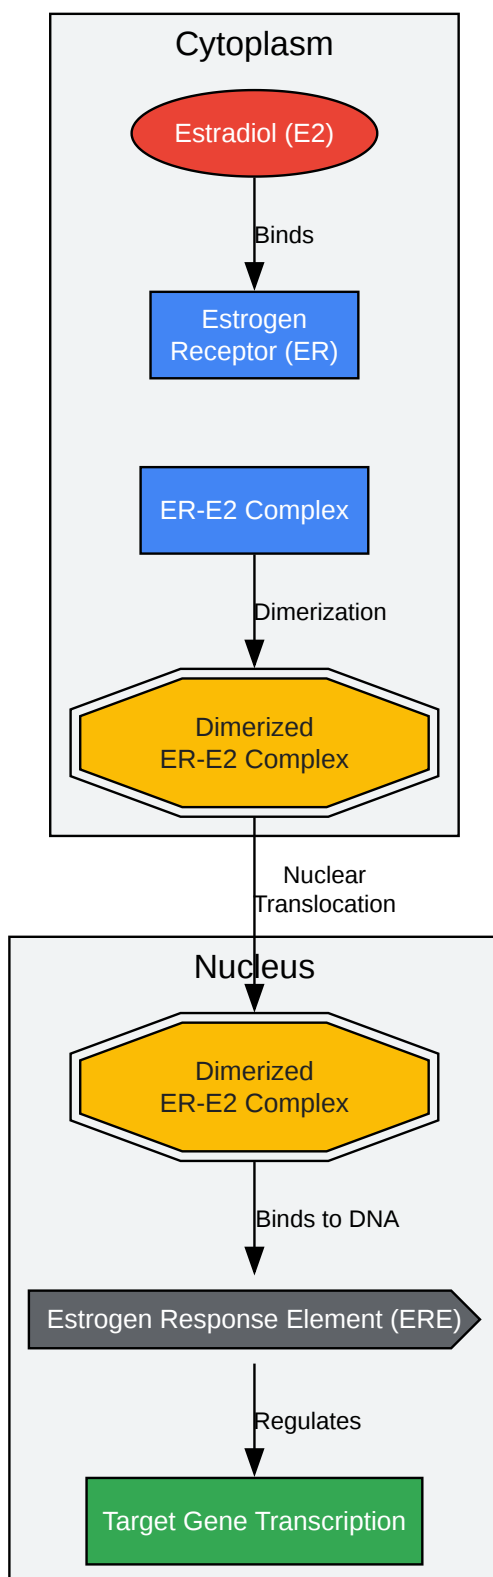 Cytoplasm
Estradiol (E2)
Binds
Estrogen
Receptor (ER)
ER-E2 Complex
Dimerization
Dimerized
ER-E2 Complex
Nuclear
Translocation
Nucleus
Dimerized
ER-E2 Complex
Binds to DNA
Estrogen Response Element (ERE)
Regulates
Target Gene Transcription